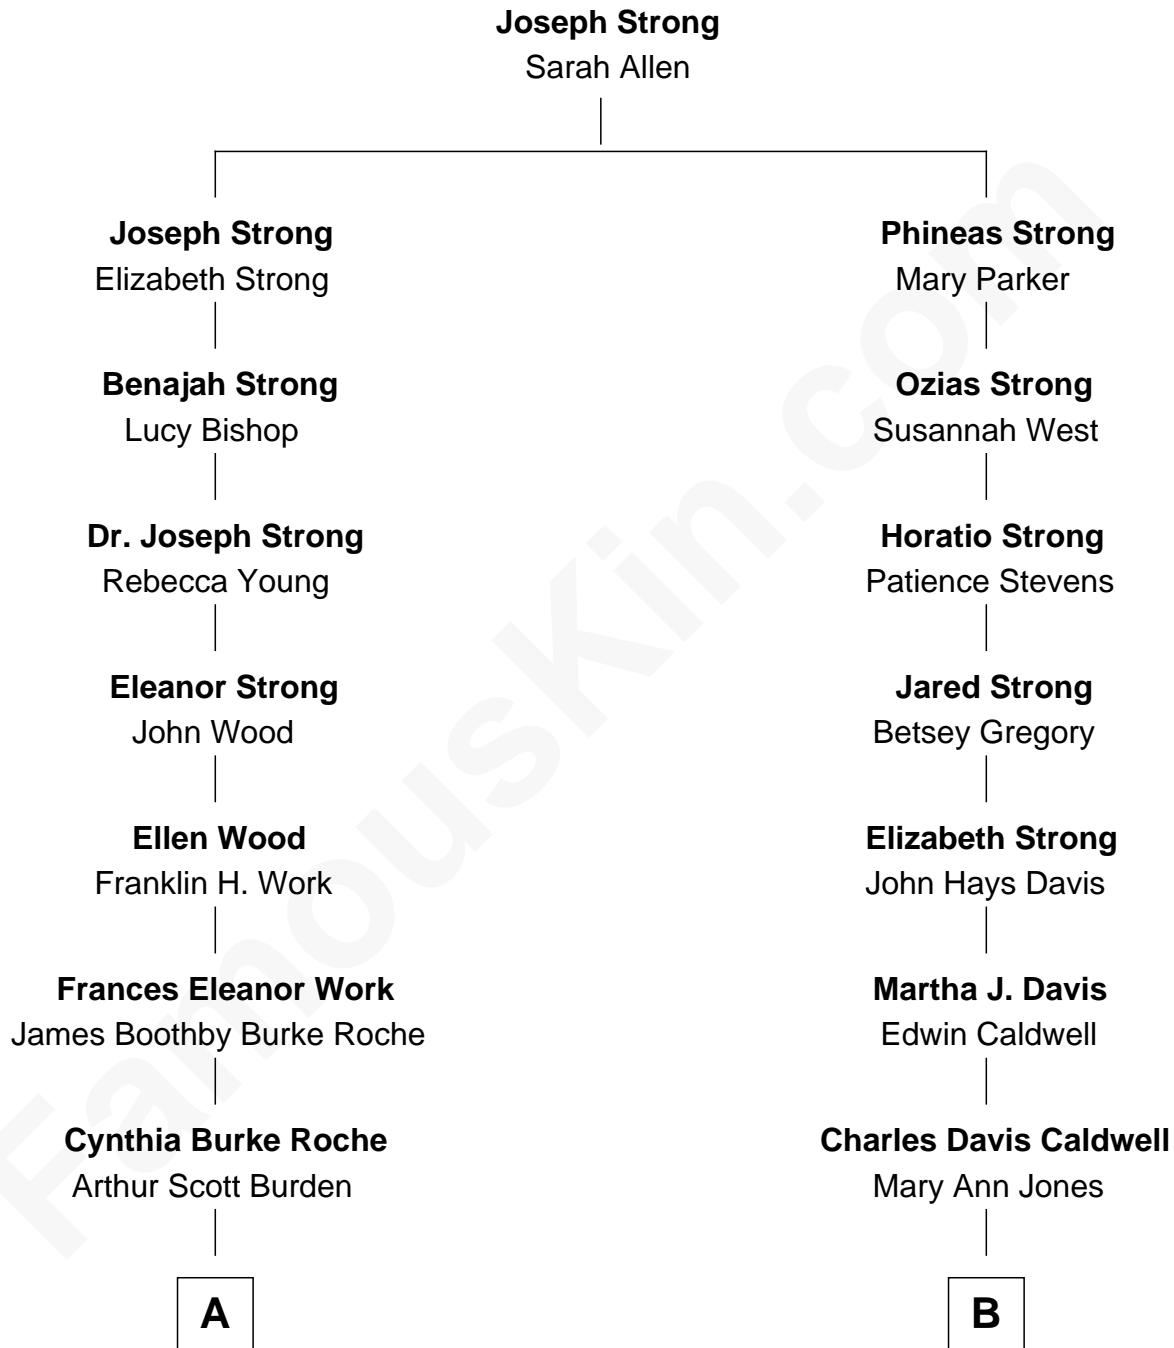 Joseph Strong
Sarah Allen
Joseph Strong
Elizabeth Strong
Phineas Strong
Mary Parker
Benajah Strong
Lucy Bishop
Ozias Strong
Susannah West
Dr. Joseph Strong
Rebecca Young
Horatio Strong
Patience Stevens
Eleanor Strong
John Wood
Jared Strong
Betsey Gregory
Ellen Wood
Franklin H. Work
Elizabeth Strong
John Hays Davis
Frances Eleanor Work
James Boothby Burke Roche
Martha J. Davis
Edwin Caldwell
Cynthia Burke Roche
Arthur Scott Burden
Charles Davis Caldwell
Mary Ann Jones
A
B
FamousKin.com